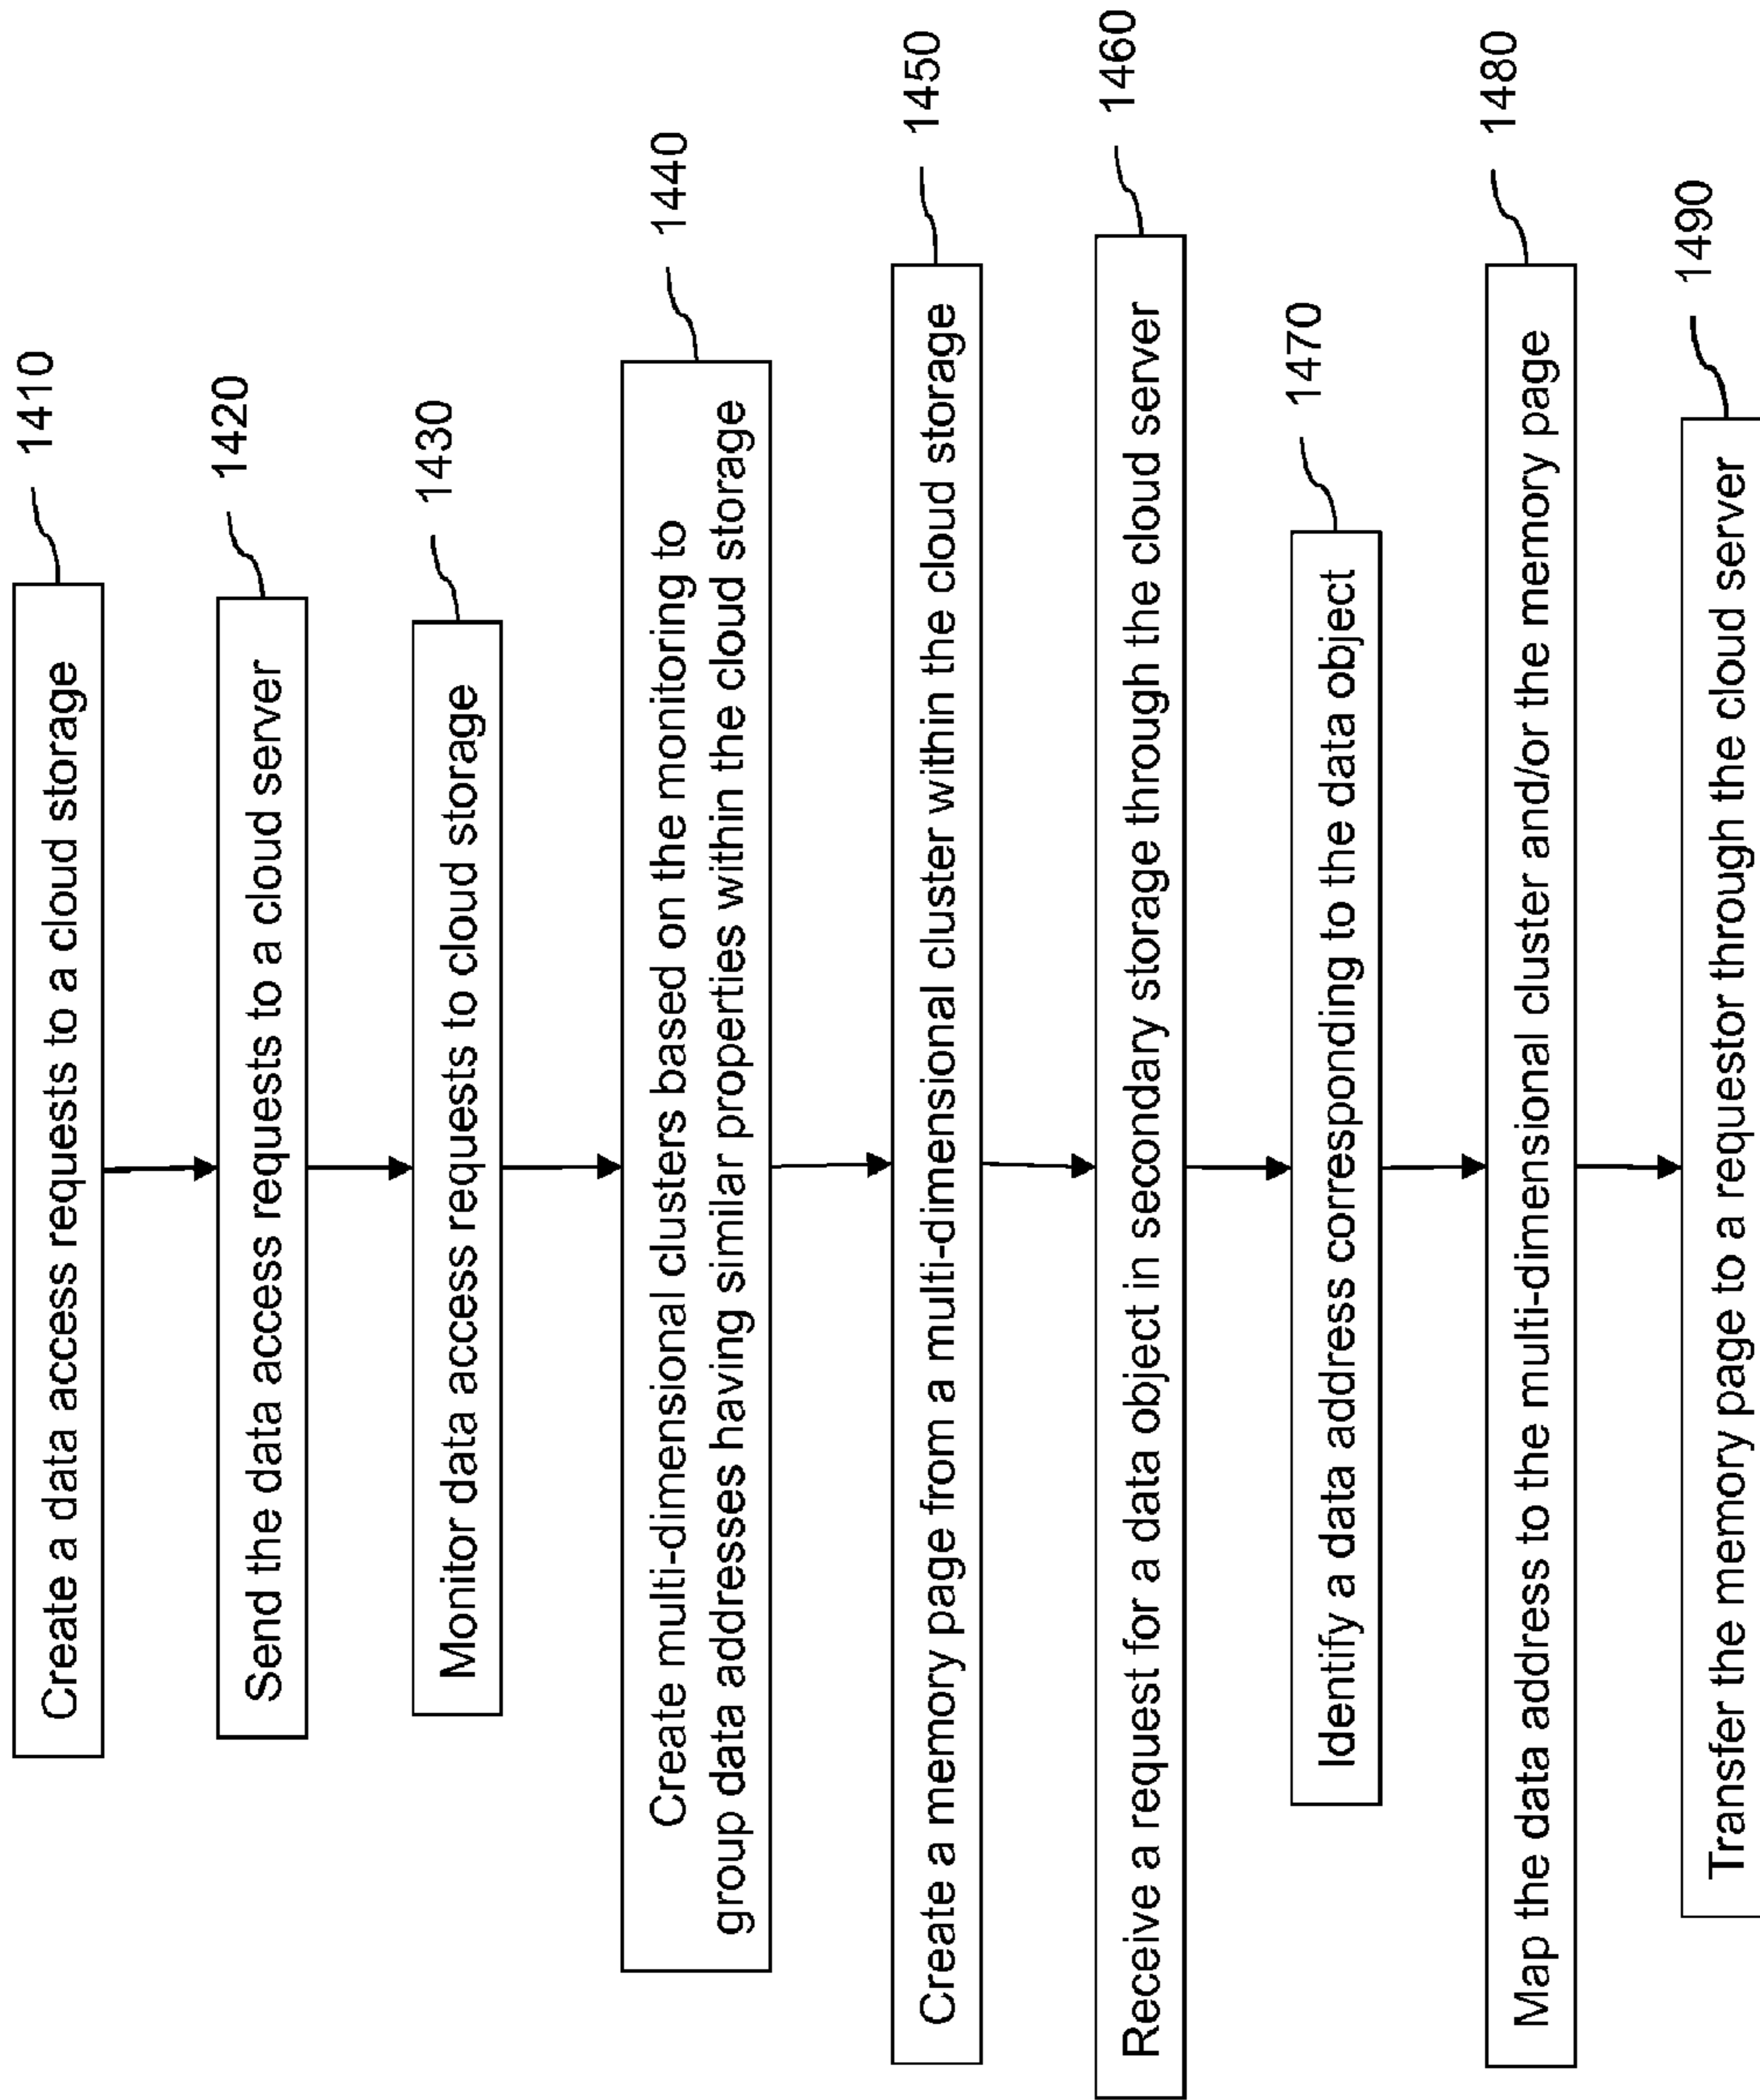 Create a data access requests to a cloud storage
1410
Send the data access requests to a cloud server
1420
Monitor data access requests to cloud storage
1430
Create multi-dimensional clusters based on the monitoring to
group data addresses having similar properties within the cloud storage
1440
Create a memory page from a multi-dimensional cluster within the cloud storage
1450
Receive a request for a data object in secondary storage through the cloud server
1460
Identify a data address corresponding to the data object
1470
Map the data address to the multi-dimensional cluster and/or the memory page
1480
Transfer the memory page to a requestor through the cloud server
1490